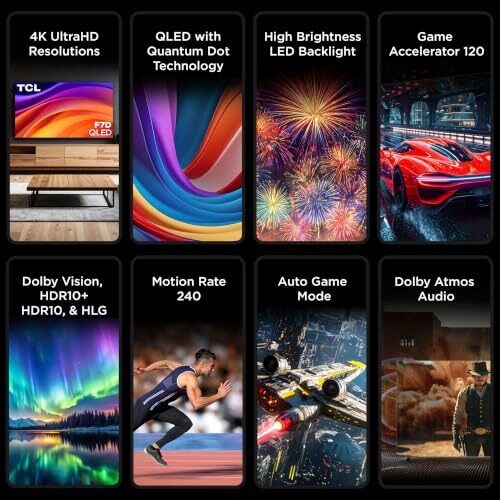 4K UltraHD
Resolutions
QLED with
Quantum Dot
Technology
High Brightness
LED Backlight
Game
Accelerator 120
TCL
F7D
QLED
Dolby Vision,
HDR10+
HDR10, & HLG
Motion Rate
240
Auto Game
Mode
Dolby Atmos
Audio